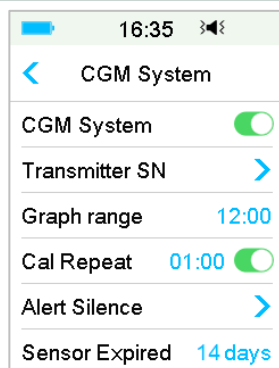 16:35
CGM System
CGM System
Transmitter SN
Graph range 12:00
Cal Repeat 01:00
Alert Silence
Sensor Expired 14 days